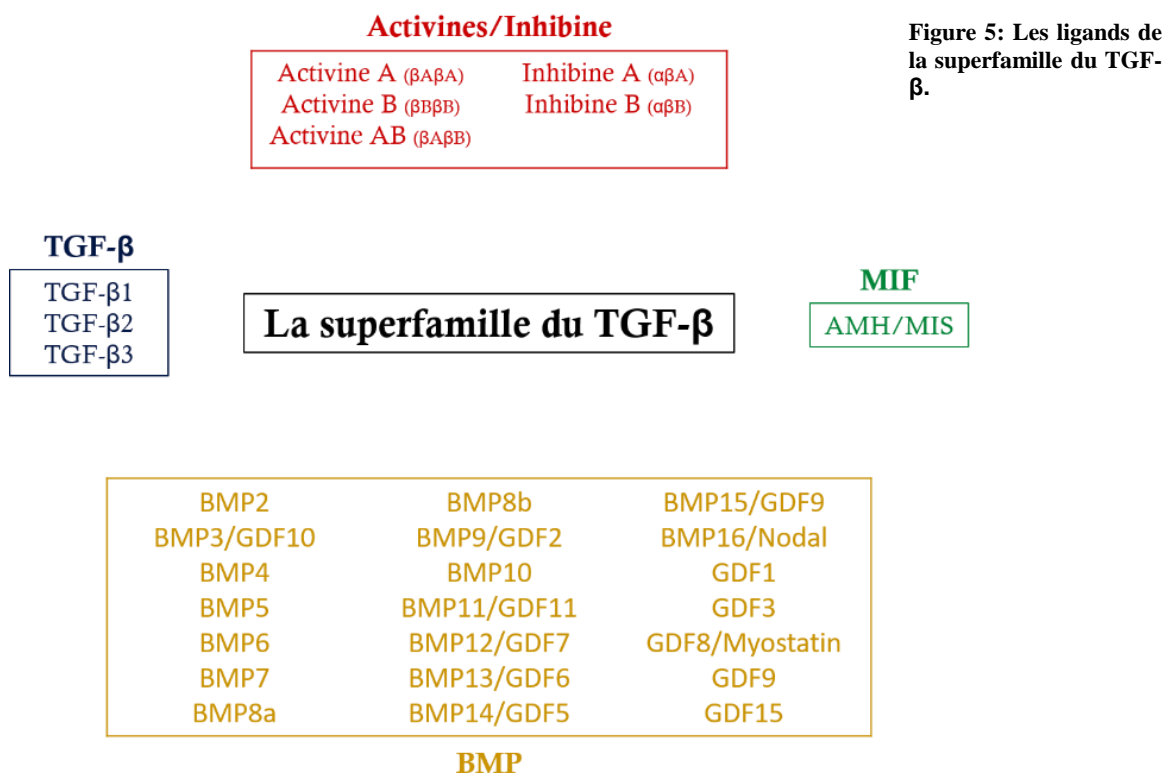 Activines/Inhibine
Activine A (βAβA) Inhibine A (αβA)
Activine B (βBβB) Inhibine B (αβB)
Activine AB (βAβB)
Figure 5: Les ligands de
la superfamille du TGF-
β.
TGF-β
TGF-β1
TGF-β2
TGF-β3
La superfamille du TGF-β
MIF
AMH/MIS
BMP2 BMP8b BMP15/GDF9
BMP3/GDF10 BMP9/GDF2 BMP16/Nodal
BMP4 BMP10 GDF1
BMP5 BMP11/GDF11 GDF3
BMP6 BMP12/GDF7 GDF8/Myostatin
BMP7 BMP13/GDF6 GDF9
BMP8a BMP14/GDF5 GDF15
BMP